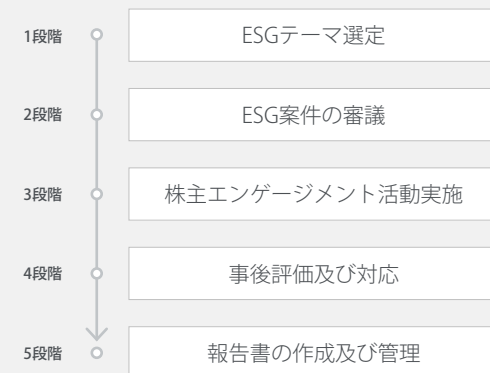 1段階 ESGテーマ選定
2段階 ESG案件の審議
3段階 株主エンゲージメント活動実施
4段階 事後評価及び対応
5段階 報告書の作成及び管理